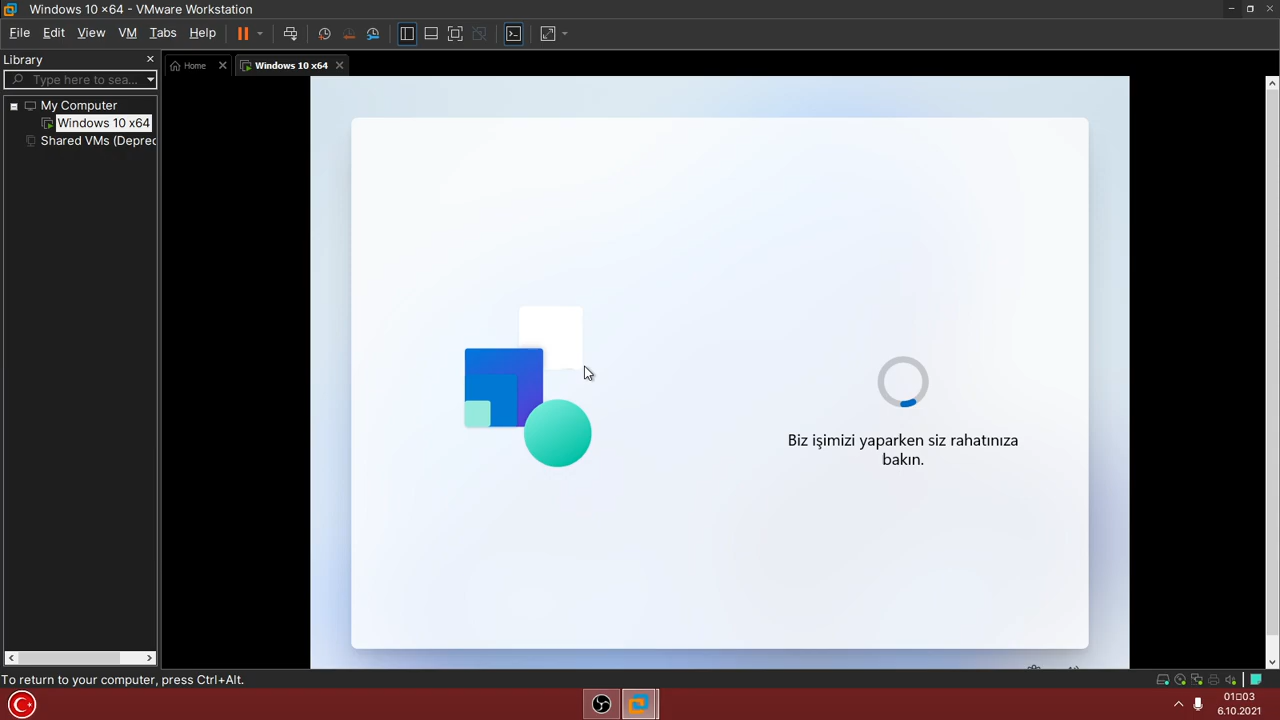 Windows 10 ×64 - VMware Workstation
File Edit View VM Tabs Help
Library
Type here to sea...
Home
Windows 10 x64
My Computer
Windows 10 x64
Shared VMs (Deprec
Biz işimizi yaparken siz rahatınıza
bakın.
To return to your computer, press Ctrl+Alt.
01□03
6.10.2021